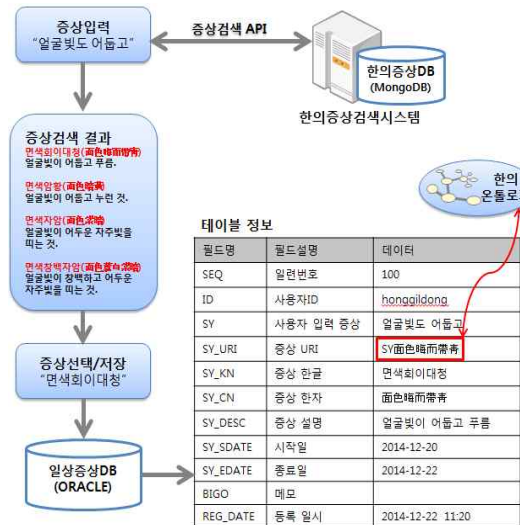 증상입력
"얼굴빛도 어둡고"
증상검색 API
한의증상DB
(MongoDB)
한의증상검색시스템
증상검색 결과
면색회이대청(面色晦而帶靑)
얼굴빛이 어둡고 푸름.
면색암황(面色暗黃)
얼굴빛이 어둡고 누런 것.
면색자암(面色紫暗)
얼굴빛이 어두운 자주빛을
띠는 것.
면색창백자암(面色蒼白紫暗)
얼굴빛이 창백하고 어두운
자주빛을 띠는 것.
한의
온톨로
테이블 정보
필드명 필드설명 데이터
SEQ 일련번호 100
ID 사용자ID honggildong
SY 사용자 입력 증상 얼굴빛도 어둡고
SY_URI 증상 URI SY面色晦而帶靑
SY_KN 증상 한글 면색회이대청
SY_CN 증상 한자 面色晦而帶靑
SY_DESC 증상 설명 얼굴빛이 어둡고 푸름
SY_SDATE 시작일 2014-12-20
SY_EDATE 종료일 2014-12-22
BIGO 메모
REG_DATE 등록 일시 2014-12-22 11:20
증상선택/저장
"면색회이대청"
일상증상DB
(ORACLE)